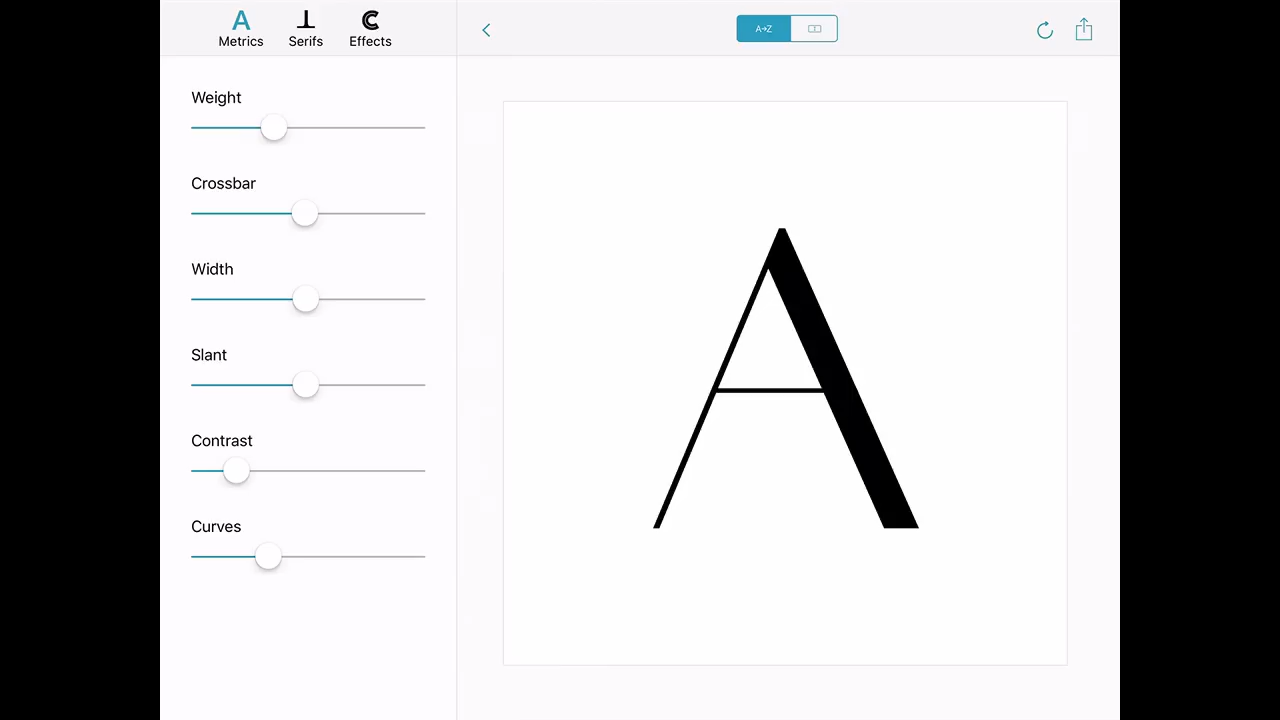 A
Metrics
Serifs
C
Effects
A→Z
Weight
Crossbar
Width
Slant
Contrast
Curves
A